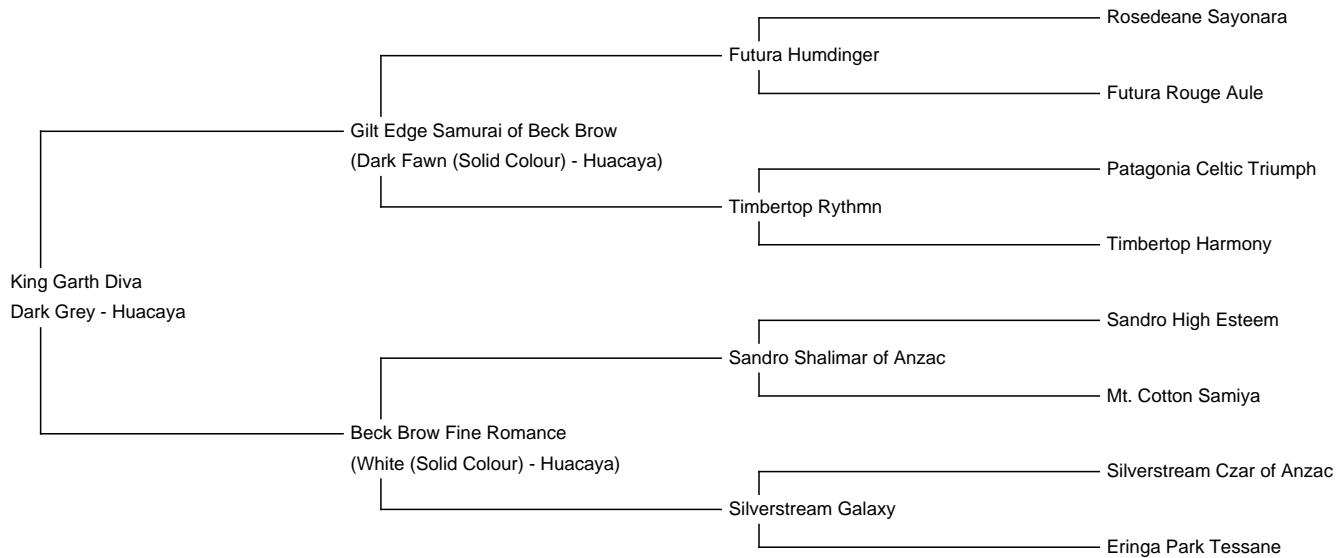 Rosedeane Sayonara
Futura Humdinger
Futura Rouge Aule
Gilt Edge Samurai of Beck Brow
(Dark Fawn (Solid Colour) - Huacaya)
Patagonia Celtic Triumph
Timbertop Rythmn
Timbertop Harmony
King Garth Diva
Dark Grey - Huacaya
Sandro High Esteem
Sandro Shalimar of Anzac
Mt. Cotton Samiya
Beck Brow Fine Romance
(White (Solid Colour) - Huacaya)
Silverstream Czar of Anzac
Silverstream Galaxy
Eringa Park Tessane